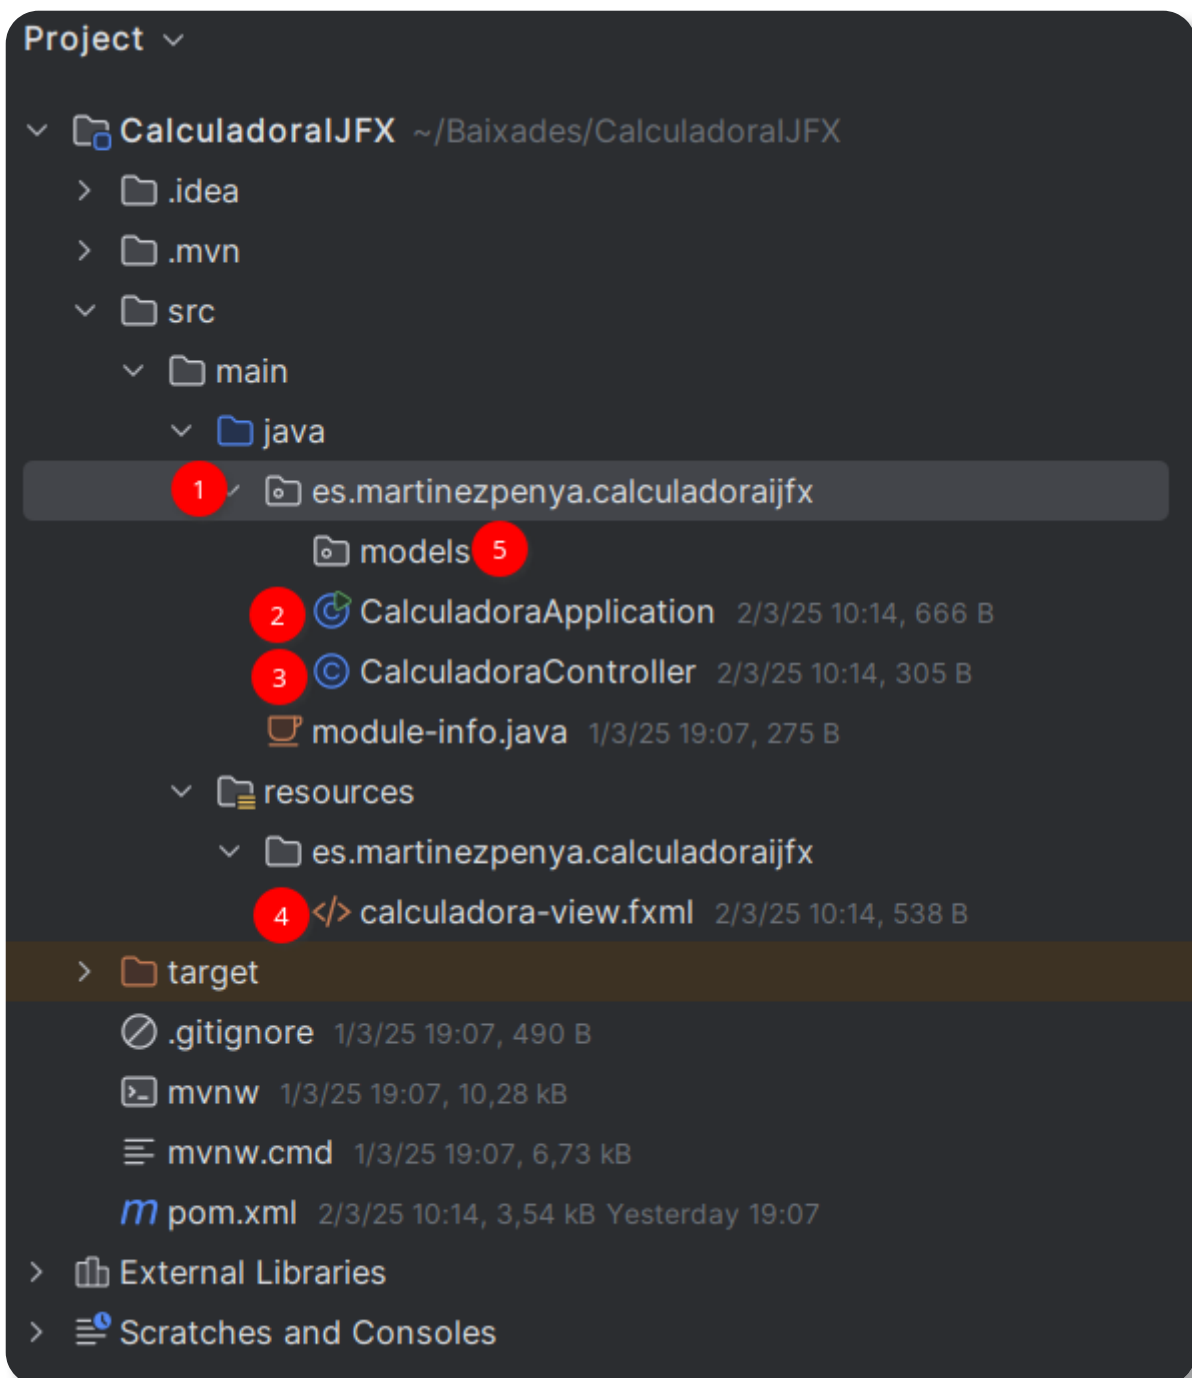 Project
CalculadoraIJFX ~/Baixades/CalculadoraIJFX
.idea
.mvn
src
main
java
1 es.martinezpenya.calculadoraijfx
models 5
2 CalculadoraApplication 2/3/25 10:14, 666 B
3 CalculadoraController 2/3/25 10:14, 305 B
module-info.java 1/3/25 19:07, 275 B
resources
es.martinezpenya.calculadoraijfx
4 calculadora-view.fxml 2/3/25 10:14, 538 B
target
.gitignore 1/3/25 19:07, 490 B
mvnw 1/3/25 19:07, 10,28 kB
mvnw.cmd 1/3/25 19:07, 6,73 kB
pom.xml 2/3/25 10:14, 3,54 kB Yesterday 19:07
External Libraries
Scratches and Consoles